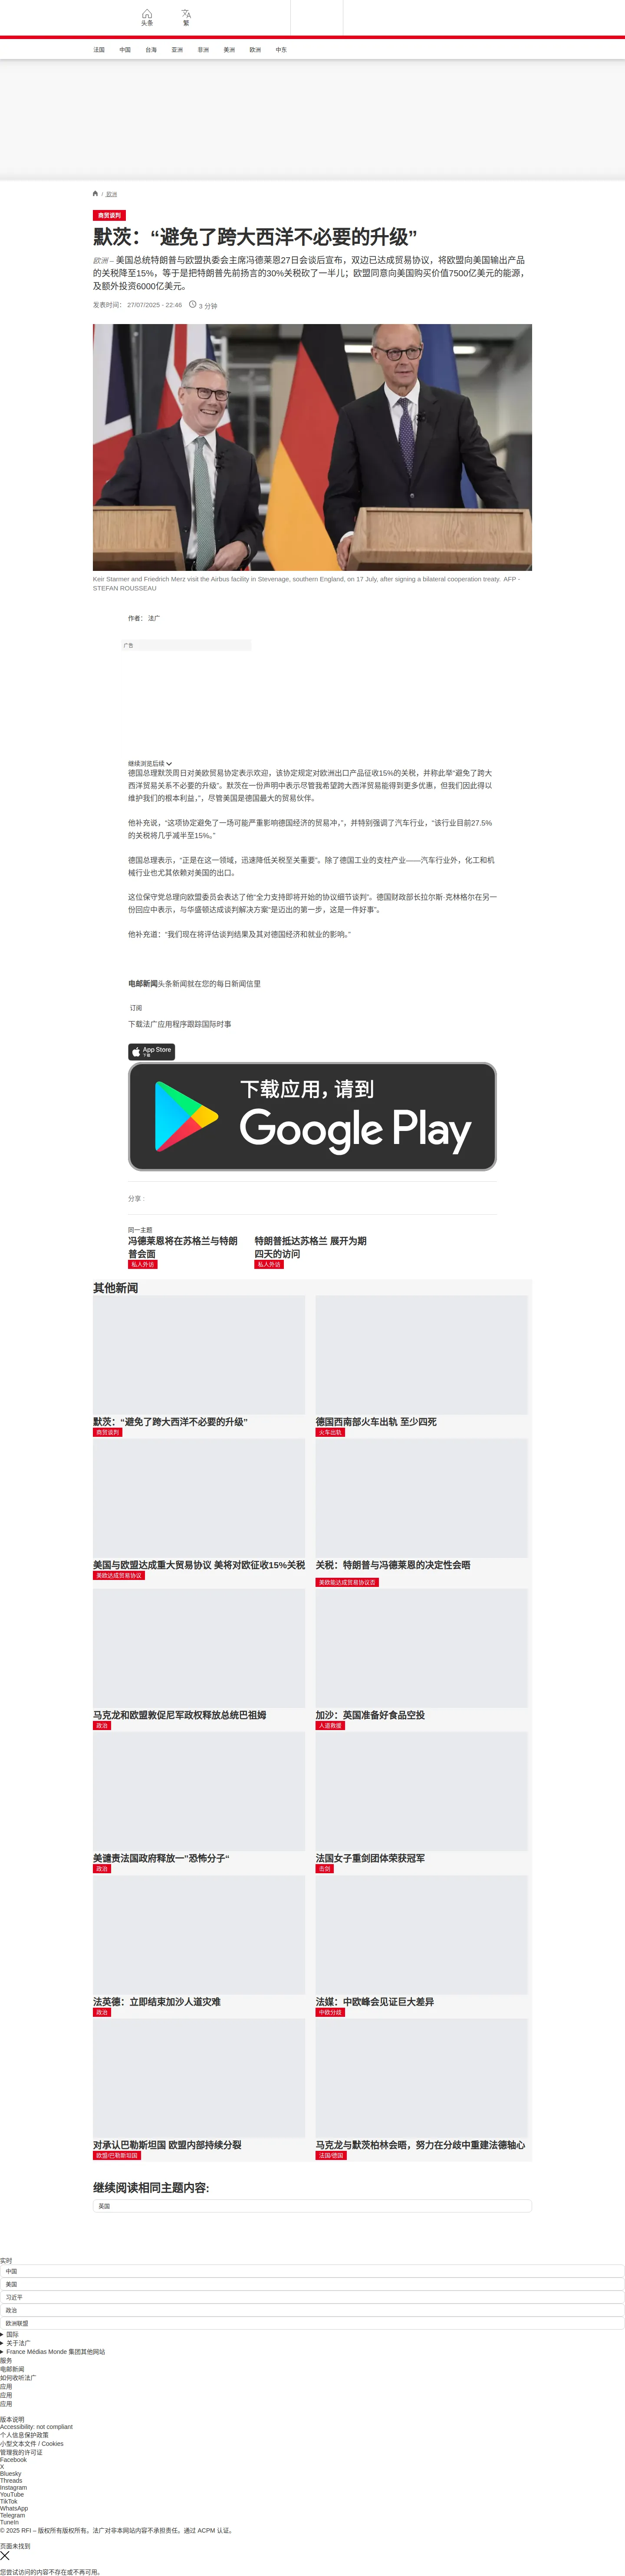 头条
繁
法国 中国 台海 亚洲 非洲 美洲 欧洲 中东
/ 欧洲
商贸谈判
默茨：“避免了跨大西洋不必要的升级”
欧洲 – 美国总统特朗普与欧盟执委会主席冯德莱恩27日会谈后宣布，双边已达成贸易协议，将欧盟向美国输出产品
的关税降至15%，等于是把特朗普先前扬言的30%关税砍了一半儿；欧盟同意向美国购买价值7500亿美元的能源，
及额外投资6000亿美元。
发表时间： 27/07/2025 - 22:46 3 分钟
Keir Starmer and Friedrich Merz visit the Airbus facility in Stevenage, southern England, on 17 July, after signing a bilateral cooperation treaty. AFP -
STEFAN ROUSSEAU
作者： 法广
广告
继续浏览后续
德国总理默茨周日对美欧贸易协定表示欢迎，该协定规定对欧洲出口产品征收15%的关税，并称此举“避免了跨大
西洋贸易关系不必要的升级”。默茨在一份声明中表示尽管我希望跨大西洋贸易能得到更多优惠，但我们因此得以
维护我们的根本利益，”，尽管美国是德国最大的贸易伙伴。
他补充说，“这项协定避免了一场可能严重影响德国经济的贸易冲，”，并特别强调了汽车行业，“该行业目前27.5%
的关税将几乎减半至15%。”
德国总理表示，“正是在这一领域，迅速降低关税至关重要”。除了德国工业的支柱产业——汽车行业外，化工和机
械行业也尤其依赖对美国的出口。
这位保守党总理向欧盟委员会表达了他“全力支持即将开始的协议细节谈判”。德国财政部长拉尔斯·克林格尔在另一
份回应中表示，与华盛顿达成谈判解决方案“是迈出的第一步，这是一件好事”。
他补充道：“我们现在将评估谈判结果及其对德国经济和就业的影响。”
电邮新闻头条新闻就在您的每日新闻信里
订阅
下载法广应用程序跟踪国际时事
App Store
下载
下载应用，请到
Google Play
分享 :
同一主题
冯德莱恩将在苏格兰与特朗
普会面
私人外访
特朗普抵达苏格兰 展开为期
四天的访问
私人外访
其他新闻
默茨：“避免了跨大西洋不必要的升级”
商贸谈判
德国西南部火车出轨 至少四死
火车出轨
美国与欧盟达成重大贸易协议 美将对欧征收15%关税
美欧达成贸易协议
关税：特朗普与冯德莱恩的决定性会晤
美欧能达成贸易协议否
马克龙和欧盟敦促尼军政权释放总统巴祖姆
政治
加沙：英国准备好食品空投
人道救援
美谴责法国政府释放一”恐怖分子“
政治
法国女子重剑团体荣获冠军
击剑
法英德：立即结束加沙人道灾难
政治
法媒：中欧峰会见证巨大差异
中欧分歧
对承认巴勒斯坦国 欧盟内部持续分裂
欧盟/巴勒斯坦国
马克龙与默茨柏林会晤，努力在分歧中重建法德轴心
法国/德国
继续阅读相同主题内容:
英国
实时
中国
美国
习近平
政治
欧洲联盟
国际
关于法广
France Médias Monde 集团其他网站
服务
电邮新闻
如何收听法广
应用
应用
应用
版本说明
Accessibility: not compliant
个人信息保护政策
小型文本文件 / Cookies
管理我的许可证
Facebook
X
Bluesky
Threads
Instagram
YouTube
TikTok
WhatsApp
Telegram
TuneIn
© 2025 RFI – 版权所有版权所有。法广对非本网站内容不承担责任。通过 ACPM 认证。
页面未找到
您尝试访问的内容不存在或不再可用。